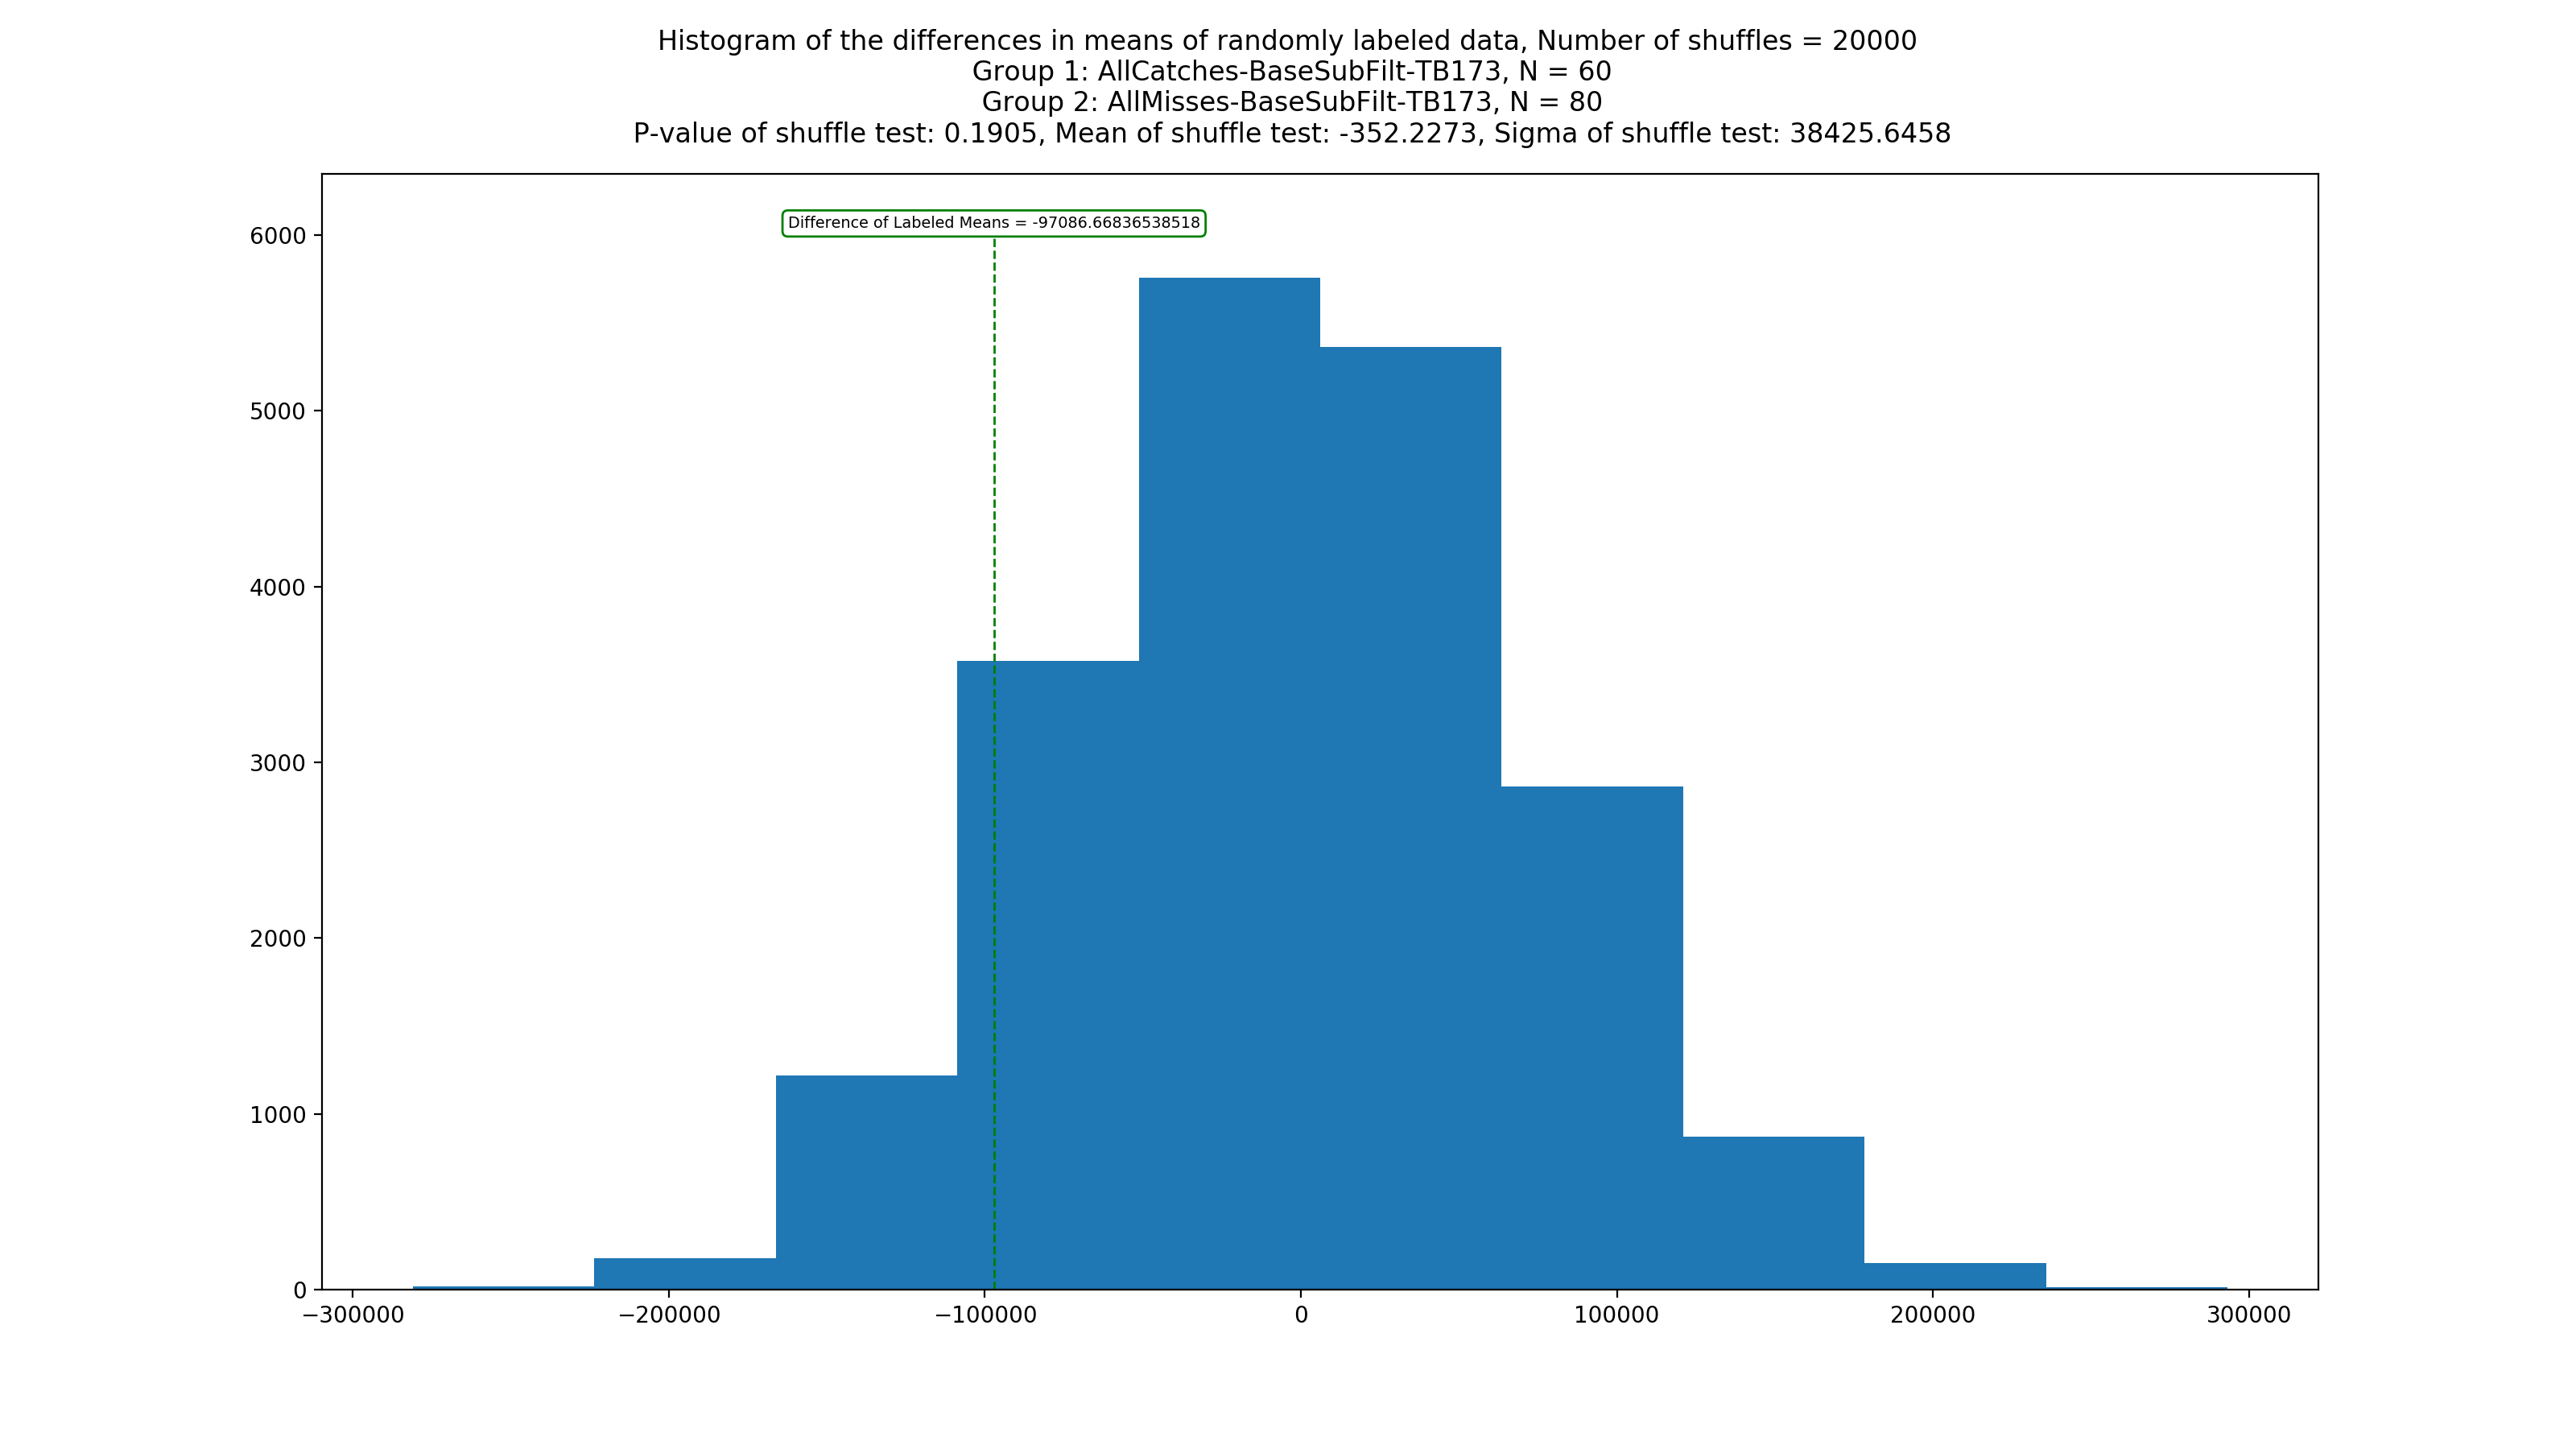 Histogram of the differences in means of randomly labeled data, Number of shuffles = 20000
Group 1: AllCatches-BaseSubFilt-TB173, N = 60
Group 2: AllMisses-BaseSubFilt-TB173, N = 80
P-value of shuffle test: 0.1905, Mean of shuffle test: -352.2273, Sigma of shuffle test: 38425.6458
Difference of Labeled Means = -97086.66836538518
6000
5000
4000
3000
2000
1000
0
−300000
−200000
−100000
0
100000
200000
300000